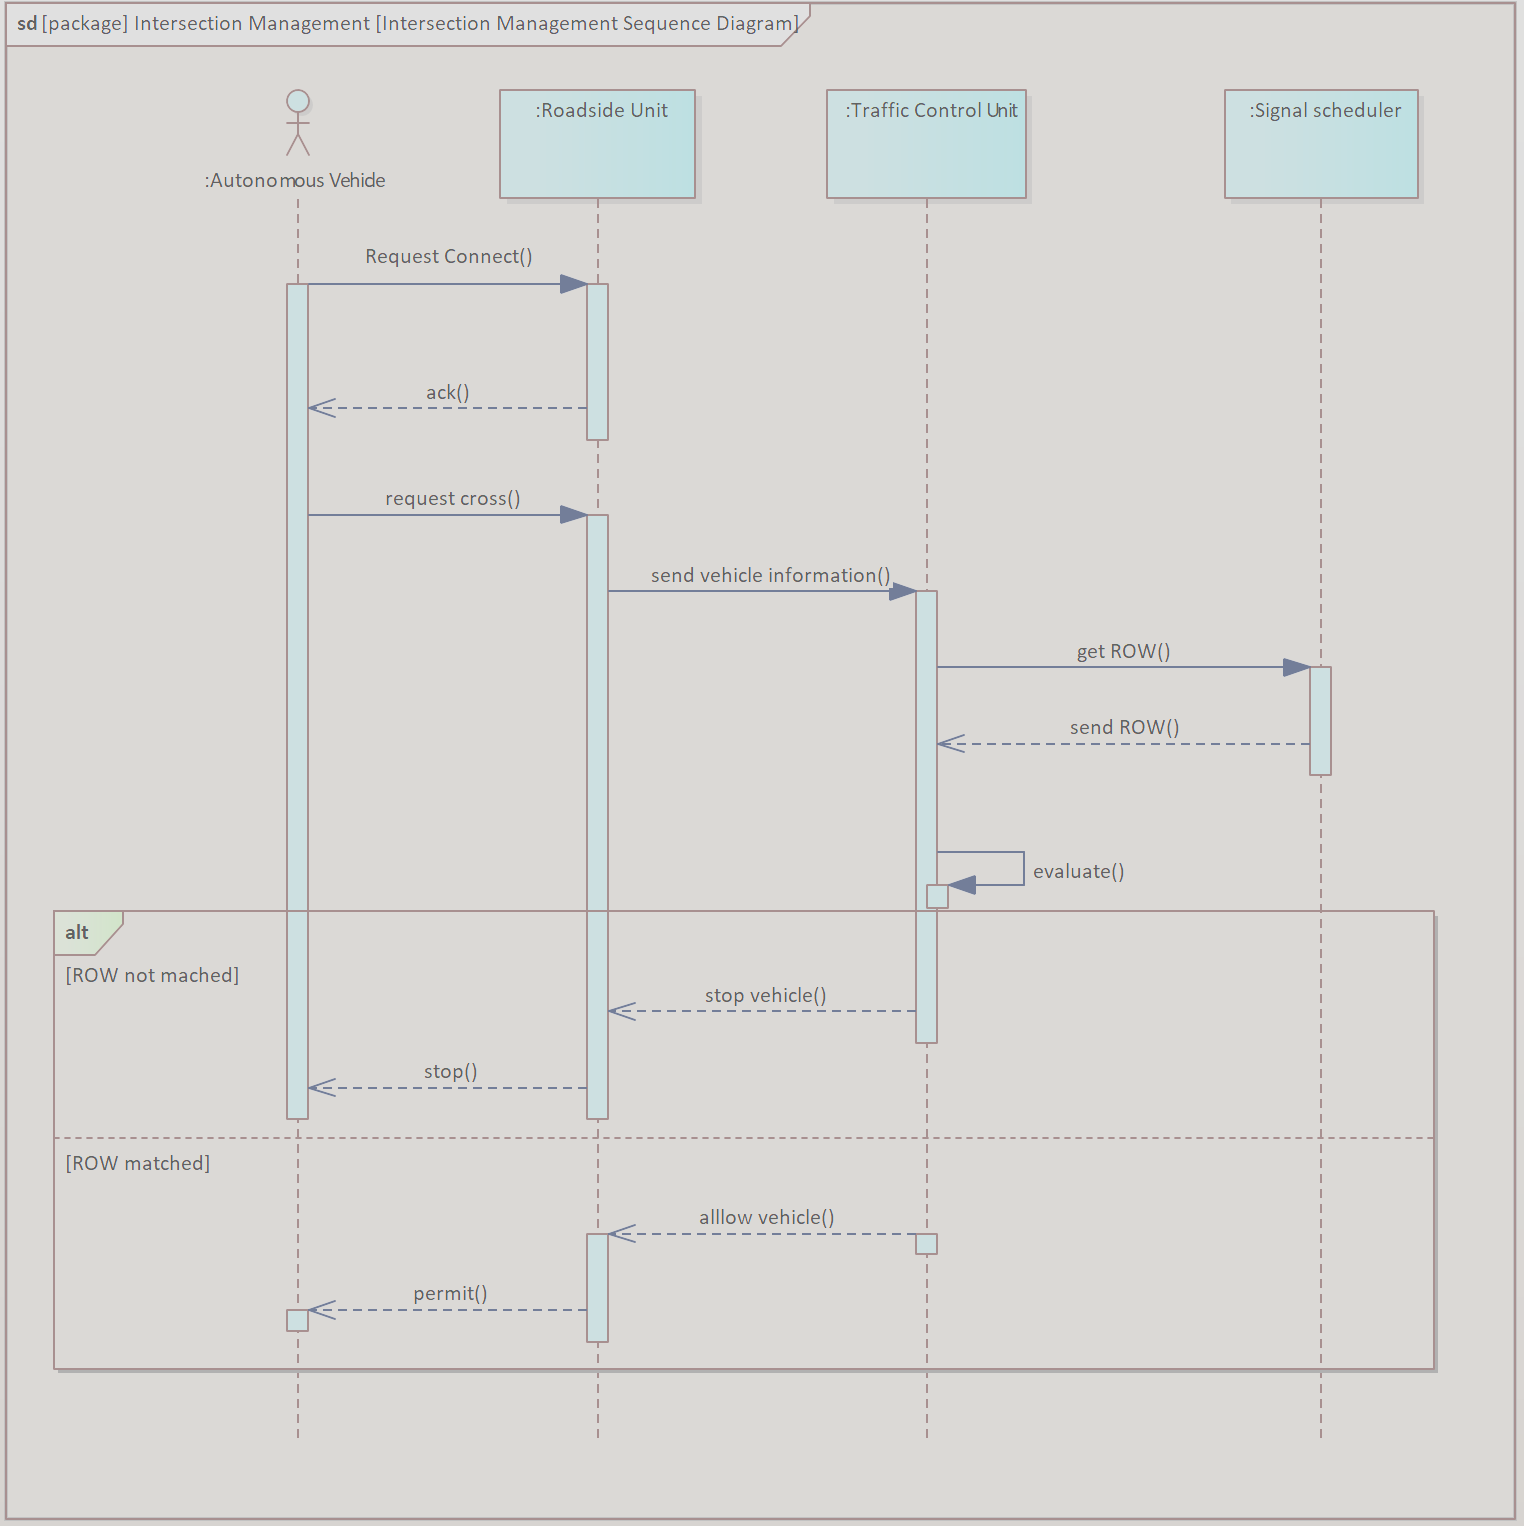 sd [package] Intersection Management [Intersection Management Sequence Diagram]
:Autonomous Vehicle
:Roadside Unit
:Traffic Control Unit
:Signal scheduler
Request Connect()
ack()
request cross()
send vehicle information()
get ROW()
send ROW()
evaluate()
alt
[ROW not mached]
stop vehicle()
stop()
[ROW matched]
alllow vehicle()
permit()